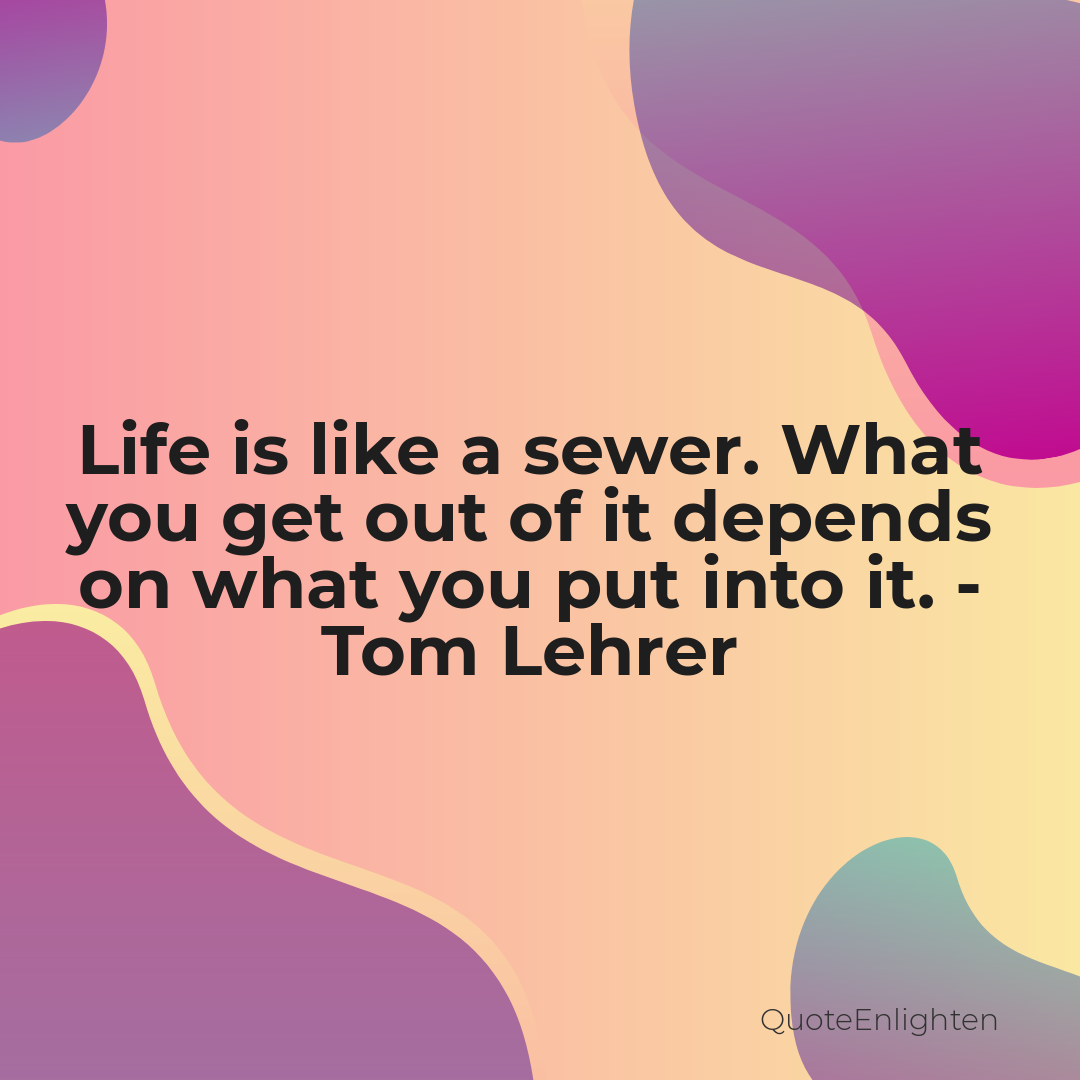 Life is like a sewer. What
you get out of it depends
on what you put into it. -
Tom Lehrer
QuoteEnlighten